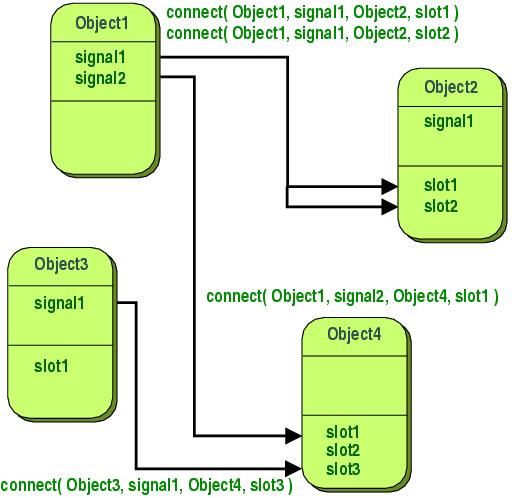 Object1
signal1
signal2
connect( Object1, signal1, Object2, slot1 )
connect( Object1, signal1, Object2, slot2 )
Object2
signal1
slot1
slot2
Object3
signal1
slot1
connect( Object1, signal2, Object4, slot1 )
Object4
slot1
slot2
slot3
connect( Object3, signal1, Object4, slot3 )